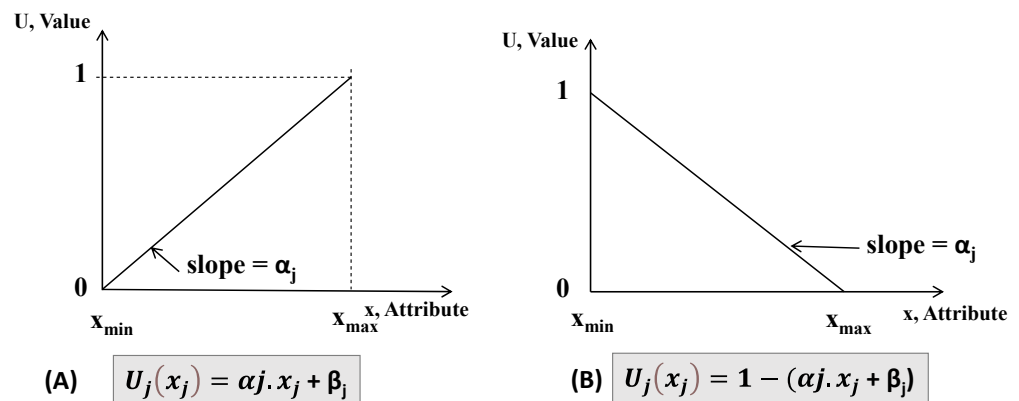 U, Value
1
slope = αⱼ
0
x, Attribute
xₘᵢₙ
xₘₐₓ
(A) Uⱼ(xⱼ) = αj.xⱼ + βⱼ
U, Value
1
slope = αⱼ
0
xₘᵢₙ
xₘₐₓ
x, Attribute
(B) Uⱼ(xⱼ) = 1 − (αj.xⱼ + βⱼ)